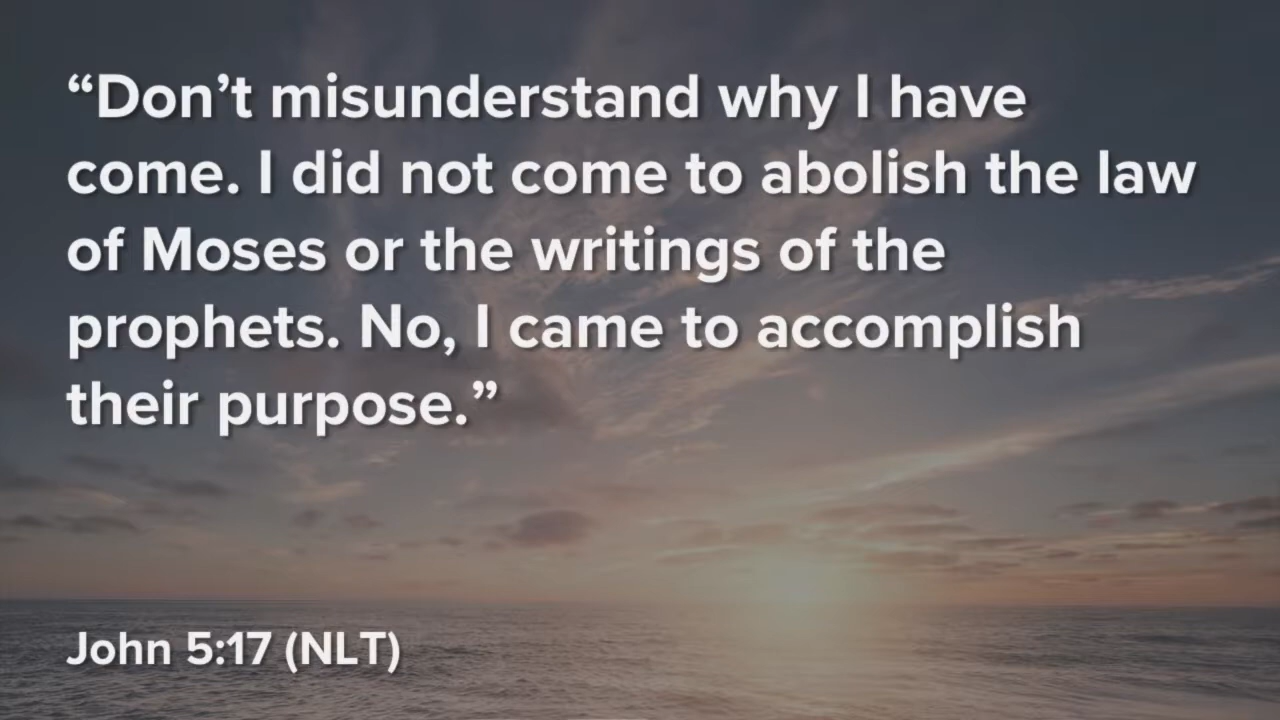 “Don’t misunderstand why I have
come. I did not come to abolish the law
of Moses or the writings of the
prophets. No, I came to accomplish
their purpose.”
John 5:17 (NLT)